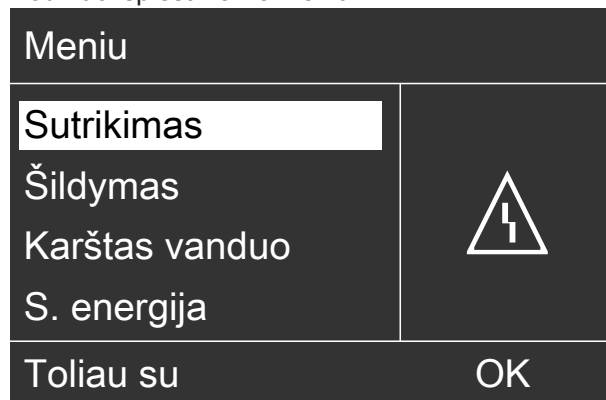 Meniu
Sutrikimas
Šildymas
Karštas vanduo
S. energija
Toliau su OK